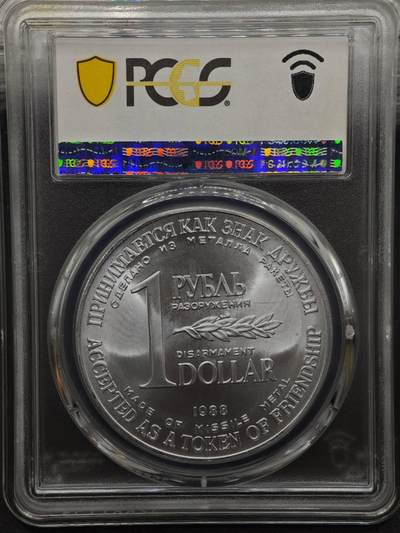 PCGS
ПРИНИМАЕТСЯ КАК ЗНАК ДРУЖБЫ
СДЕЛАНО ИЗ МЕТАЛЛА РАКЕТЫ
1 РУБЛЬ
РАЗОРУЖЕНИЯ
DISARMAMENT
DOLLAR
1988
MADE OF MISSILE METAL
ACCEPTED AS A TOKEN OF FRIENDSHIP